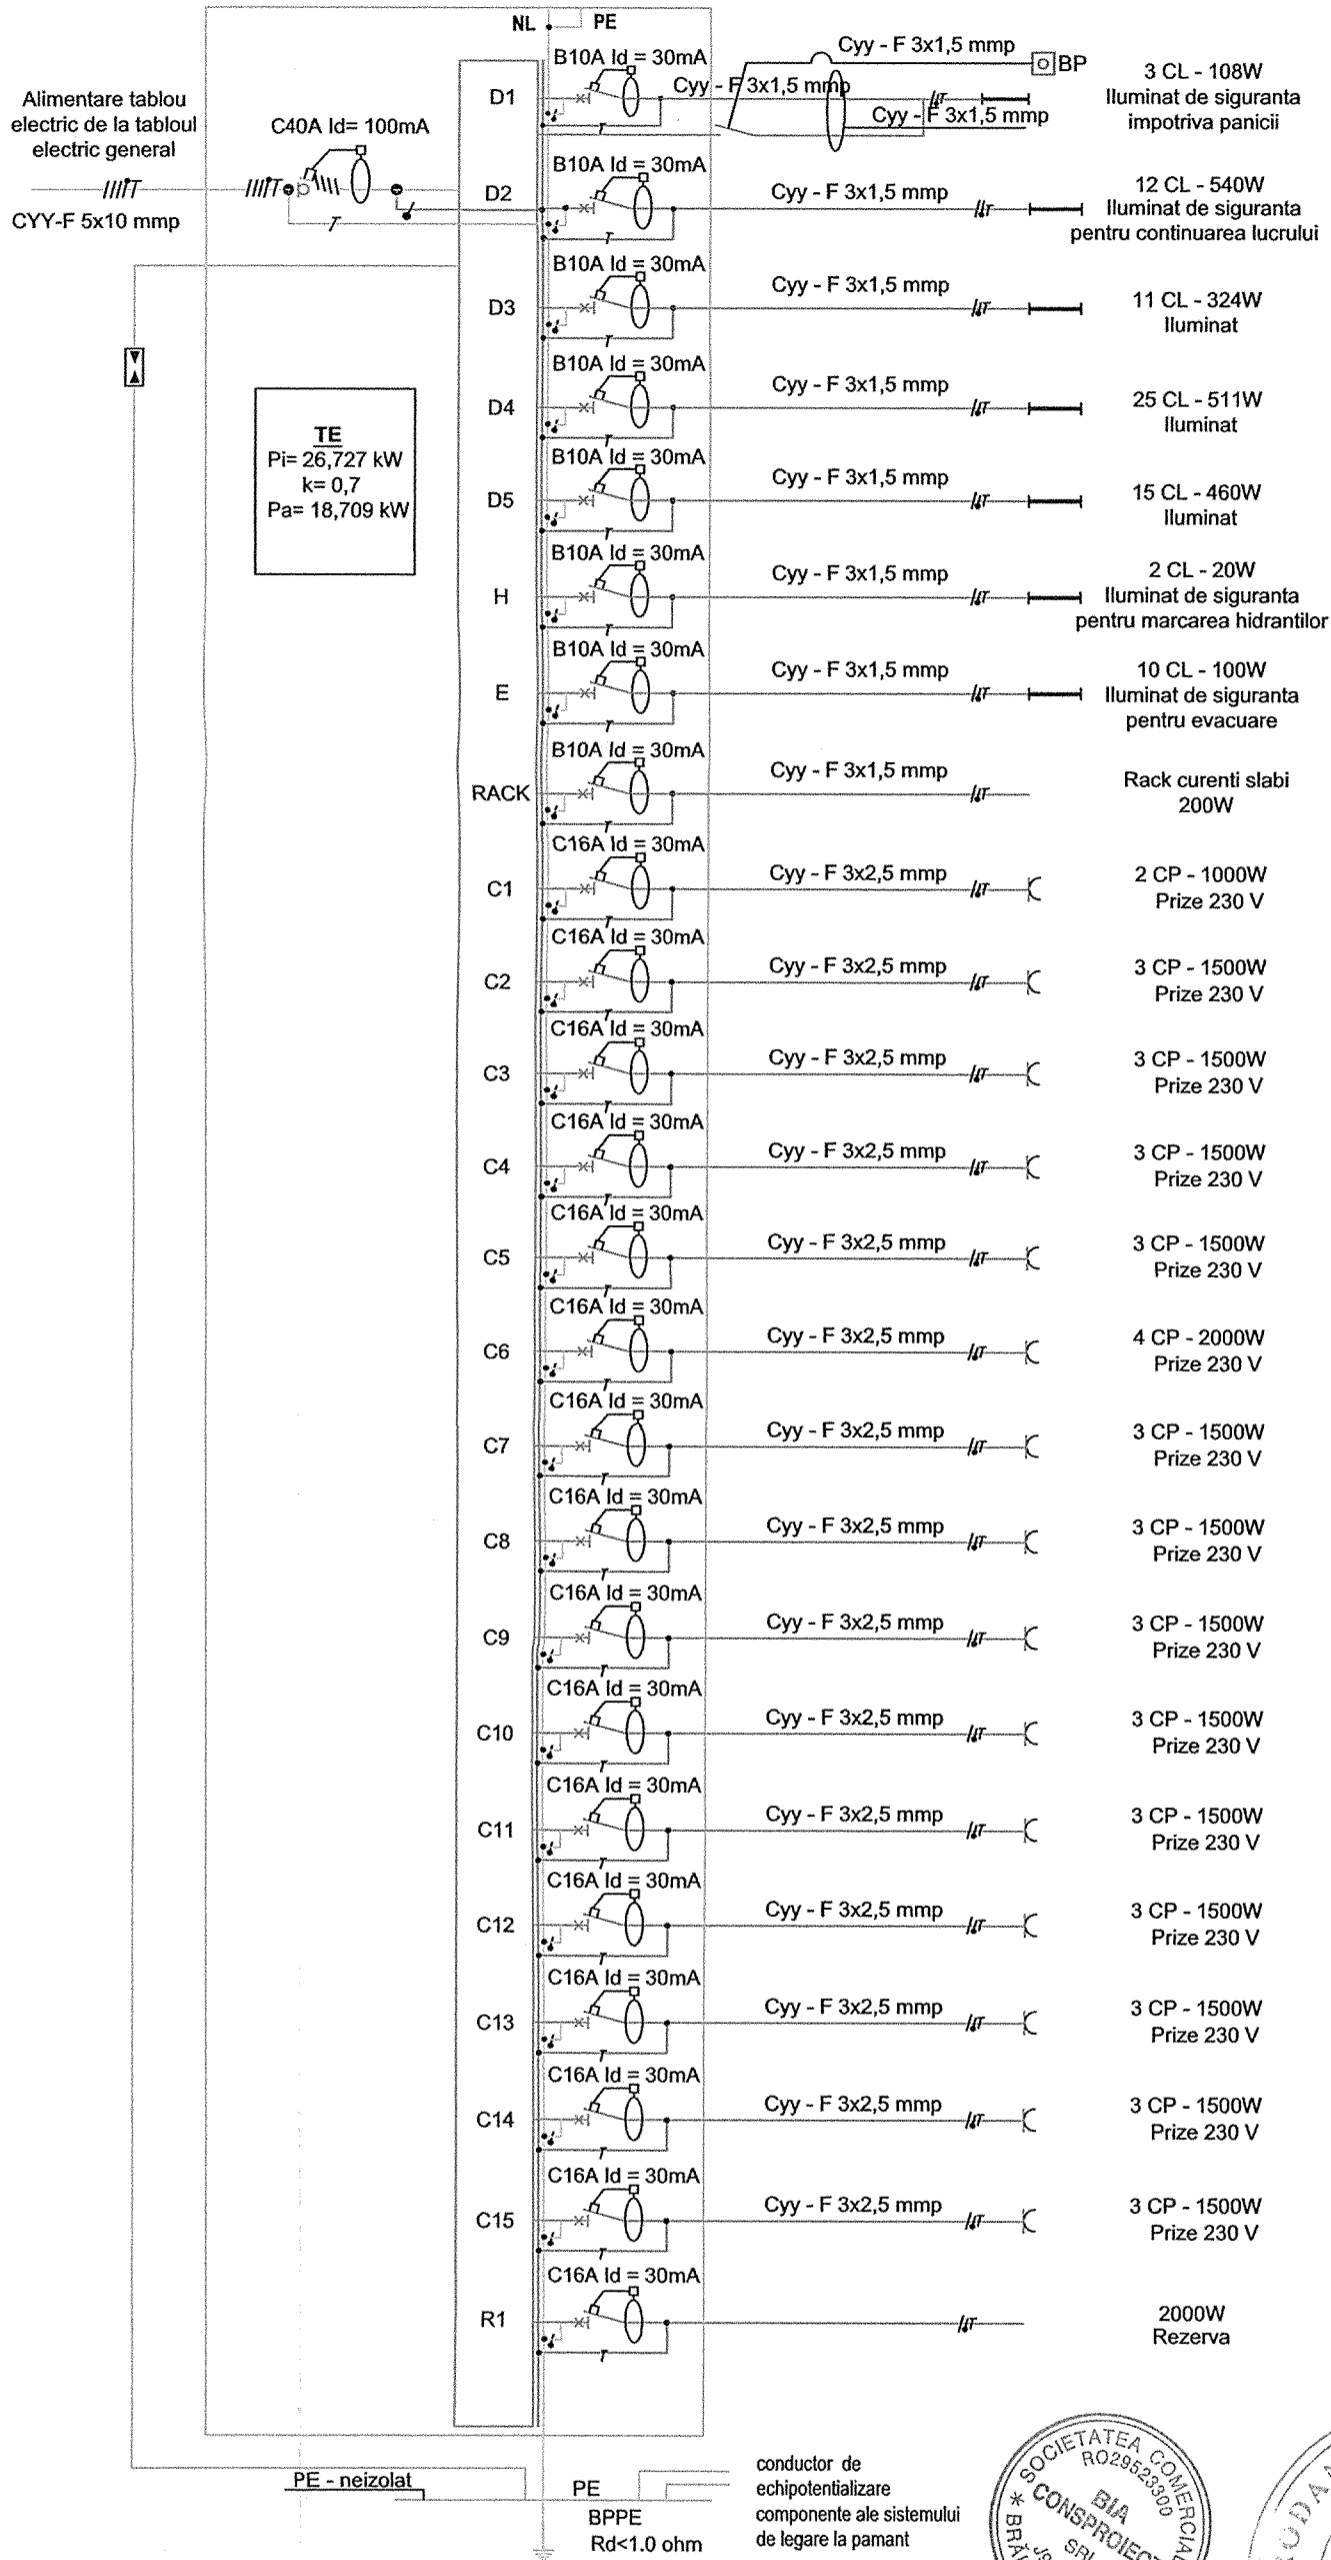 NL PE
Alimentare tablou
electric de la tabloul
electric general
CYY-F 5x10 mmp
C40A Id= 100mA
TE
Pi= 26,727 kW
k= 0,7
Pa= 18,709 kW
D1
B10A Id = 30mA
Cyy - F 3x1,5 mmp
Cyy - F 3x1,5 mmp
Cyy - F 3x1,5 mmp
BP
3 CL - 108W
Iluminat de siguranta
impotriva panicii
D2
B10A Id = 30mA
Cyy - F 3x1,5 mmp
12 CL - 540W
Iluminat de siguranta
pentru continuarea lucrului
D3
B10A Id = 30mA
Cyy - F 3x1,5 mmp
11 CL - 324W
Iluminat
D4
B10A Id = 30mA
Cyy - F 3x1,5 mmp
25 CL - 511W
Iluminat
D5
B10A Id = 30mA
Cyy - F 3x1,5 mmp
15 CL - 460W
Iluminat
H
B10A Id = 30mA
Cyy - F 3x1,5 mmp
2 CL - 20W
Iluminat de siguranta
pentru marcarea hidrantilor
E
B10A Id = 30mA
Cyy - F 3x1,5 mmp
10 CL - 100W
Iluminat de siguranta
pentru evacuare
RACK
B10A Id = 30mA
Cyy - F 3x1,5 mmp
Rack curenti slabi
200W
C1
C16A Id = 30mA
Cyy - F 3x2,5 mmp
2 CP - 1000W
Prize 230 V
C2
C16A Id = 30mA
Cyy - F 3x2,5 mmp
3 CP - 1500W
Prize 230 V
C3
C16A Id = 30mA
Cyy - F 3x2,5 mmp
3 CP - 1500W
Prize 230 V
C4
C16A Id = 30mA
Cyy - F 3x2,5 mmp
3 CP - 1500W
Prize 230 V
C5
C16A Id = 30mA
Cyy - F 3x2,5 mmp
3 CP - 1500W
Prize 230 V
C6
C16A Id = 30mA
Cyy - F 3x2,5 mmp
4 CP - 2000W
Prize 230 V
C7
C16A Id = 30mA
Cyy - F 3x2,5 mmp
3 CP - 1500W
Prize 230 V
C8
C16A Id = 30mA
Cyy - F 3x2,5 mmp
3 CP - 1500W
Prize 230 V
C9
C16A Id = 30mA
Cyy - F 3x2,5 mmp
3 CP - 1500W
Prize 230 V
C10
C16A Id = 30mA
Cyy - F 3x2,5 mmp
3 CP - 1500W
Prize 230 V
C11
C16A Id = 30mA
Cyy - F 3x2,5 mmp
3 CP - 1500W
Prize 230 V
C12
C16A Id = 30mA
Cyy - F 3x2,5 mmp
3 CP - 1500W
Prize 230 V
C13
C16A Id = 30mA
Cyy - F 3x2,5 mmp
3 CP - 1500W
Prize 230 V
C14
C16A Id = 30mA
Cyy - F 3x2,5 mmp
3 CP - 1500W
Prize 230 V
C15
C16A Id = 30mA
Cyy - F 3x2,5 mmp
3 CP - 1500W
Prize 230 V
R1
C16A Id = 30mA
2000W
Rezerva
PE - neizolat
PE
BPPE
Rd<1.0 ohm
conductor de
echipotentializare
componente ale sistemului
de legare la pamant
SOCIETATEA
RO29523300
BIA
CONSPROIECT
SRL